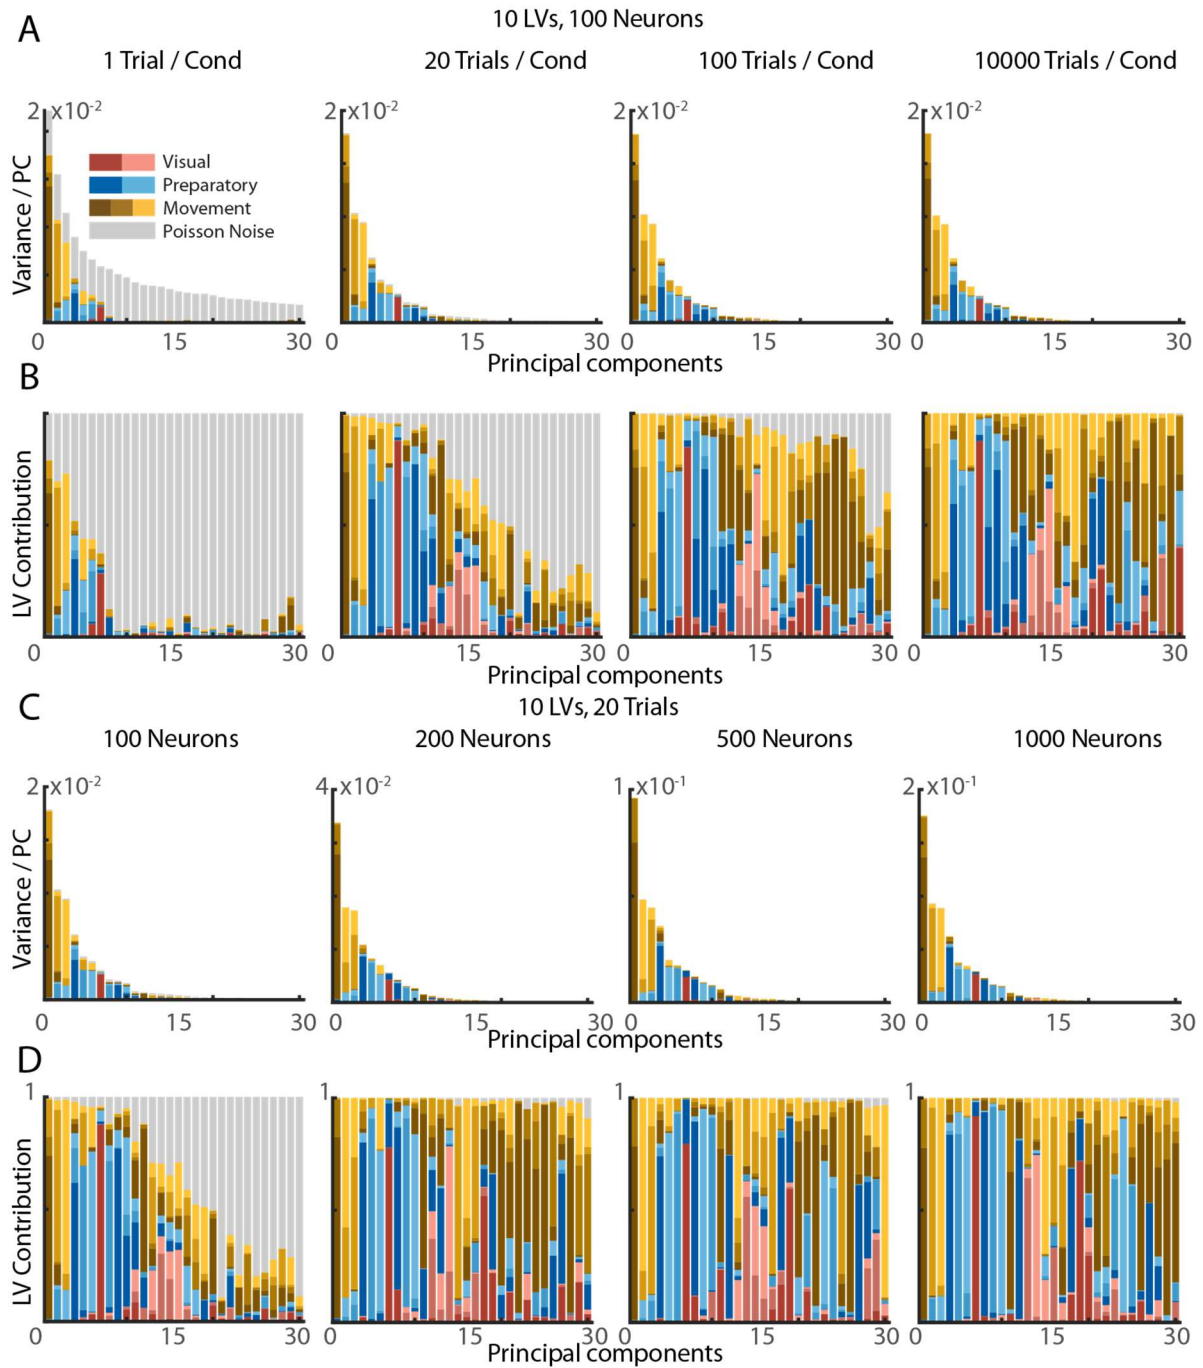 A
10 LVs, 100 Neurons
1 Trial / Cond
20 Trials / Cond
100 Trials / Cond
10000 Trials / Cond
2 x10-2
2 x10-2
2 x10-2
2 x10-2
Variance / PC
Visual
Preparatory
Movement
Poisson Noise
0 15 30
0 15 30
0 15 30
0 15 30
Principal components
B
LV Contribution
0 15 30
0 15 30
0 15 30
0 15 30
Principal components
C
10 LVs, 20 Trials
100 Neurons
200 Neurons
500 Neurons
1000 Neurons
2 x10-2
4 x10-2
1 x10-1
2 x10-1
Variance / PC
0 15 30
0 15 30
0 15 30
0 15 30
Principal components
D
1
1
1
1
LV Contribution
0 15 30
0 15 30
0 15 30
0 15 30
Principal components